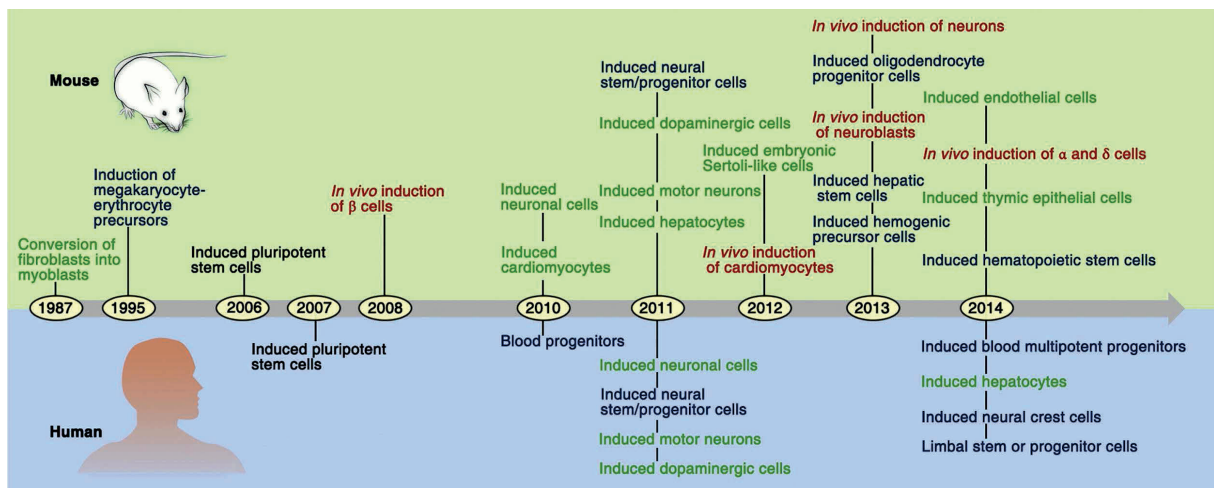 Mouse
Conversion of
fibroblasts into
myoblasts
Induction of
megakaryocyte-
erythrocyte
precursors
Induced pluripotent
stem cells
In vivo induction
of β cells
Induced
neuronal cells
Induced
cardiomyocytes
Induced neural
stem/progenitor cells
Induced dopaminergic cells
Induced motor neurons
Induced hepatocytes
Induced embryonic
Sertoli-like cells
In vivo induction
of cardiomyocytes
In vivo induction of neurons
Induced oligodendrocyte
progenitor cells
In vivo induction
of neuroblasts
Induced hepatic
stem cells
Induced hemogenic
precursor cells
Induced endothelial cells
In vivo induction of α and δ cells
Induced thymic epithelial cells
Induced hematopoietic stem cells
1987 1995 2006 2007 2008 2010 2011 2012 2013 2014
Human
Induced pluripotent
stem cells
Blood progenitors
Induced neuronal cells
Induced neural
stem/progenitor cells
Induced motor neurons
Induced dopaminergic cells
Induced blood multipotent progenitors
Induced hepatocytes
Induced neural crest cells
Limbal stem or progenitor cells